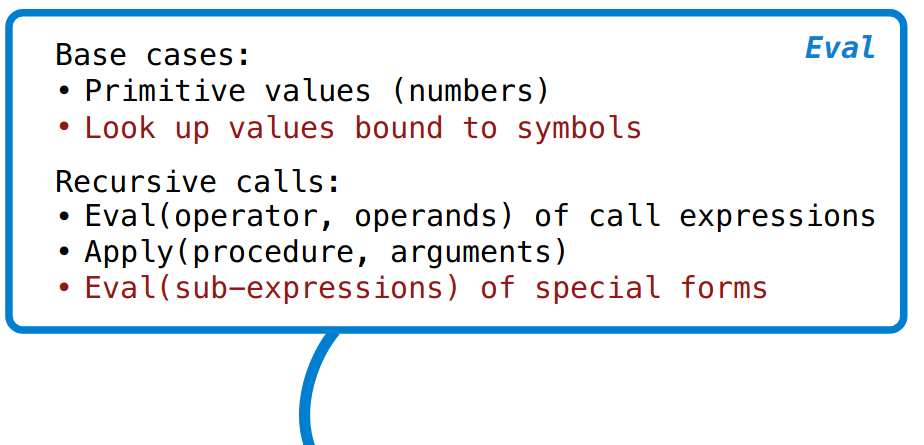 Eval
Base cases:
• Primitive values (numbers)
• Look up values bound to symbols
Recursive calls:
• Eval(operator, operands) of call expressions
• Apply(procedure, arguments)
• Eval(sub-expressions) of special forms